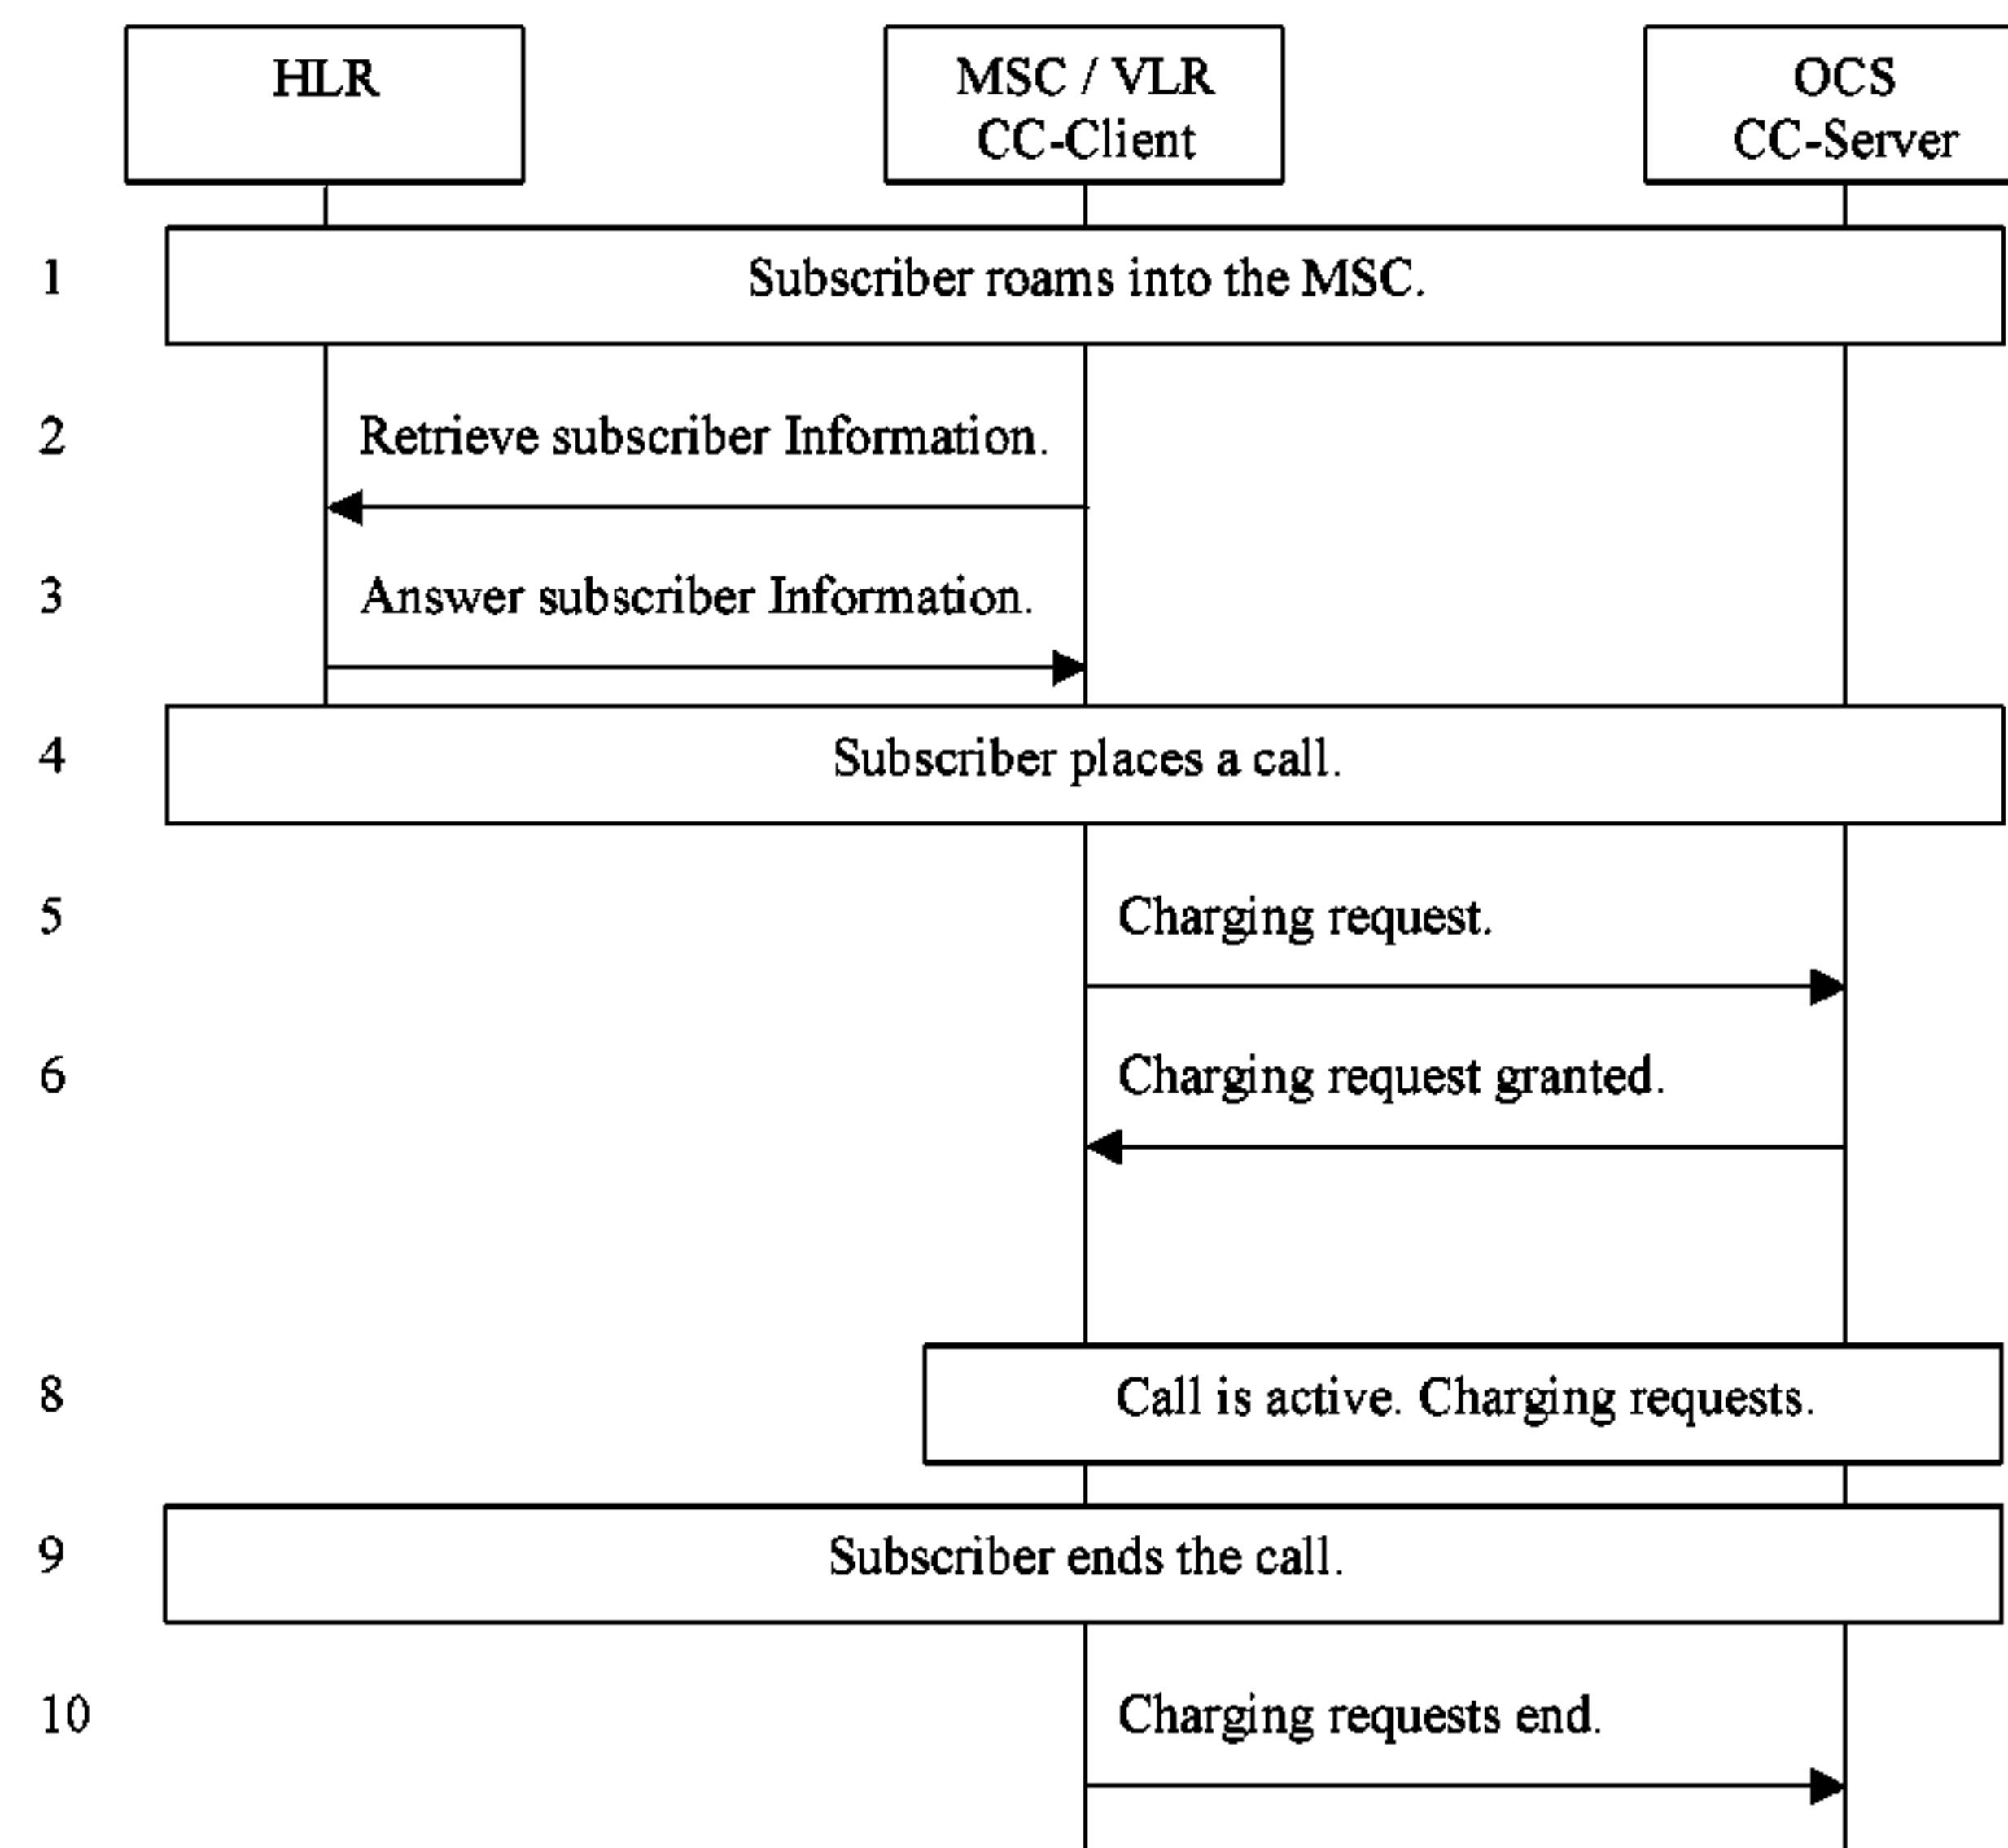 HLR
MSC / VLR
CC-Client
OCS
CC-Server
1
Subscriber roams into the MSC.
2
Retrieve subscriber Information.
3
Answer subscriber Information.
4
Subscriber places a call.
5
Charging request.
6
Charging request granted.
8
Call is active. Charging requests.
9
Subscriber ends the call.
10
Charging requests end.